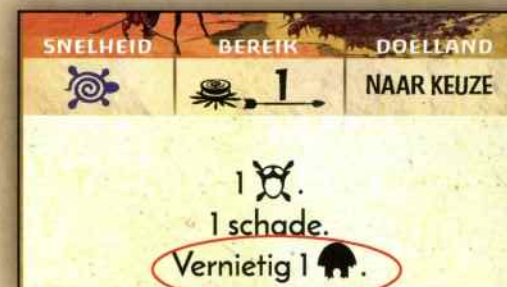 SNELHEID BEREIK DOELLAND
1 NAAR KEUZE
1 .
1 schade.
Vernietig 1 .